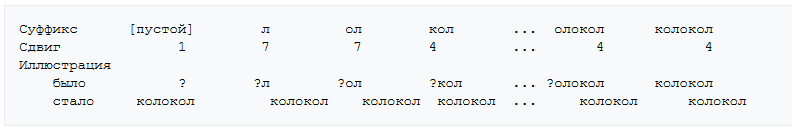 Суффикс [пустой] л ол кол ... олокол колокол
Сдвиг 1 7 7 4 ... 4 4
Иллюстрация
было ? ?л ?ол ?кол ... ?олокол колокол
стало колокол колокол колокол колокол ... колокол колокол